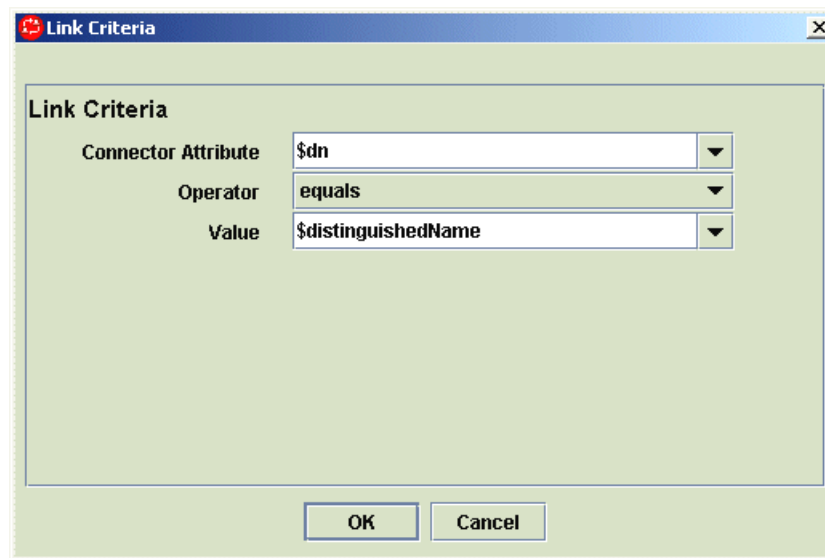 Link Criteria
Link Criteria
Connector Attribute $dn
Operator equals
Value $distinguishedName
OK Cancel